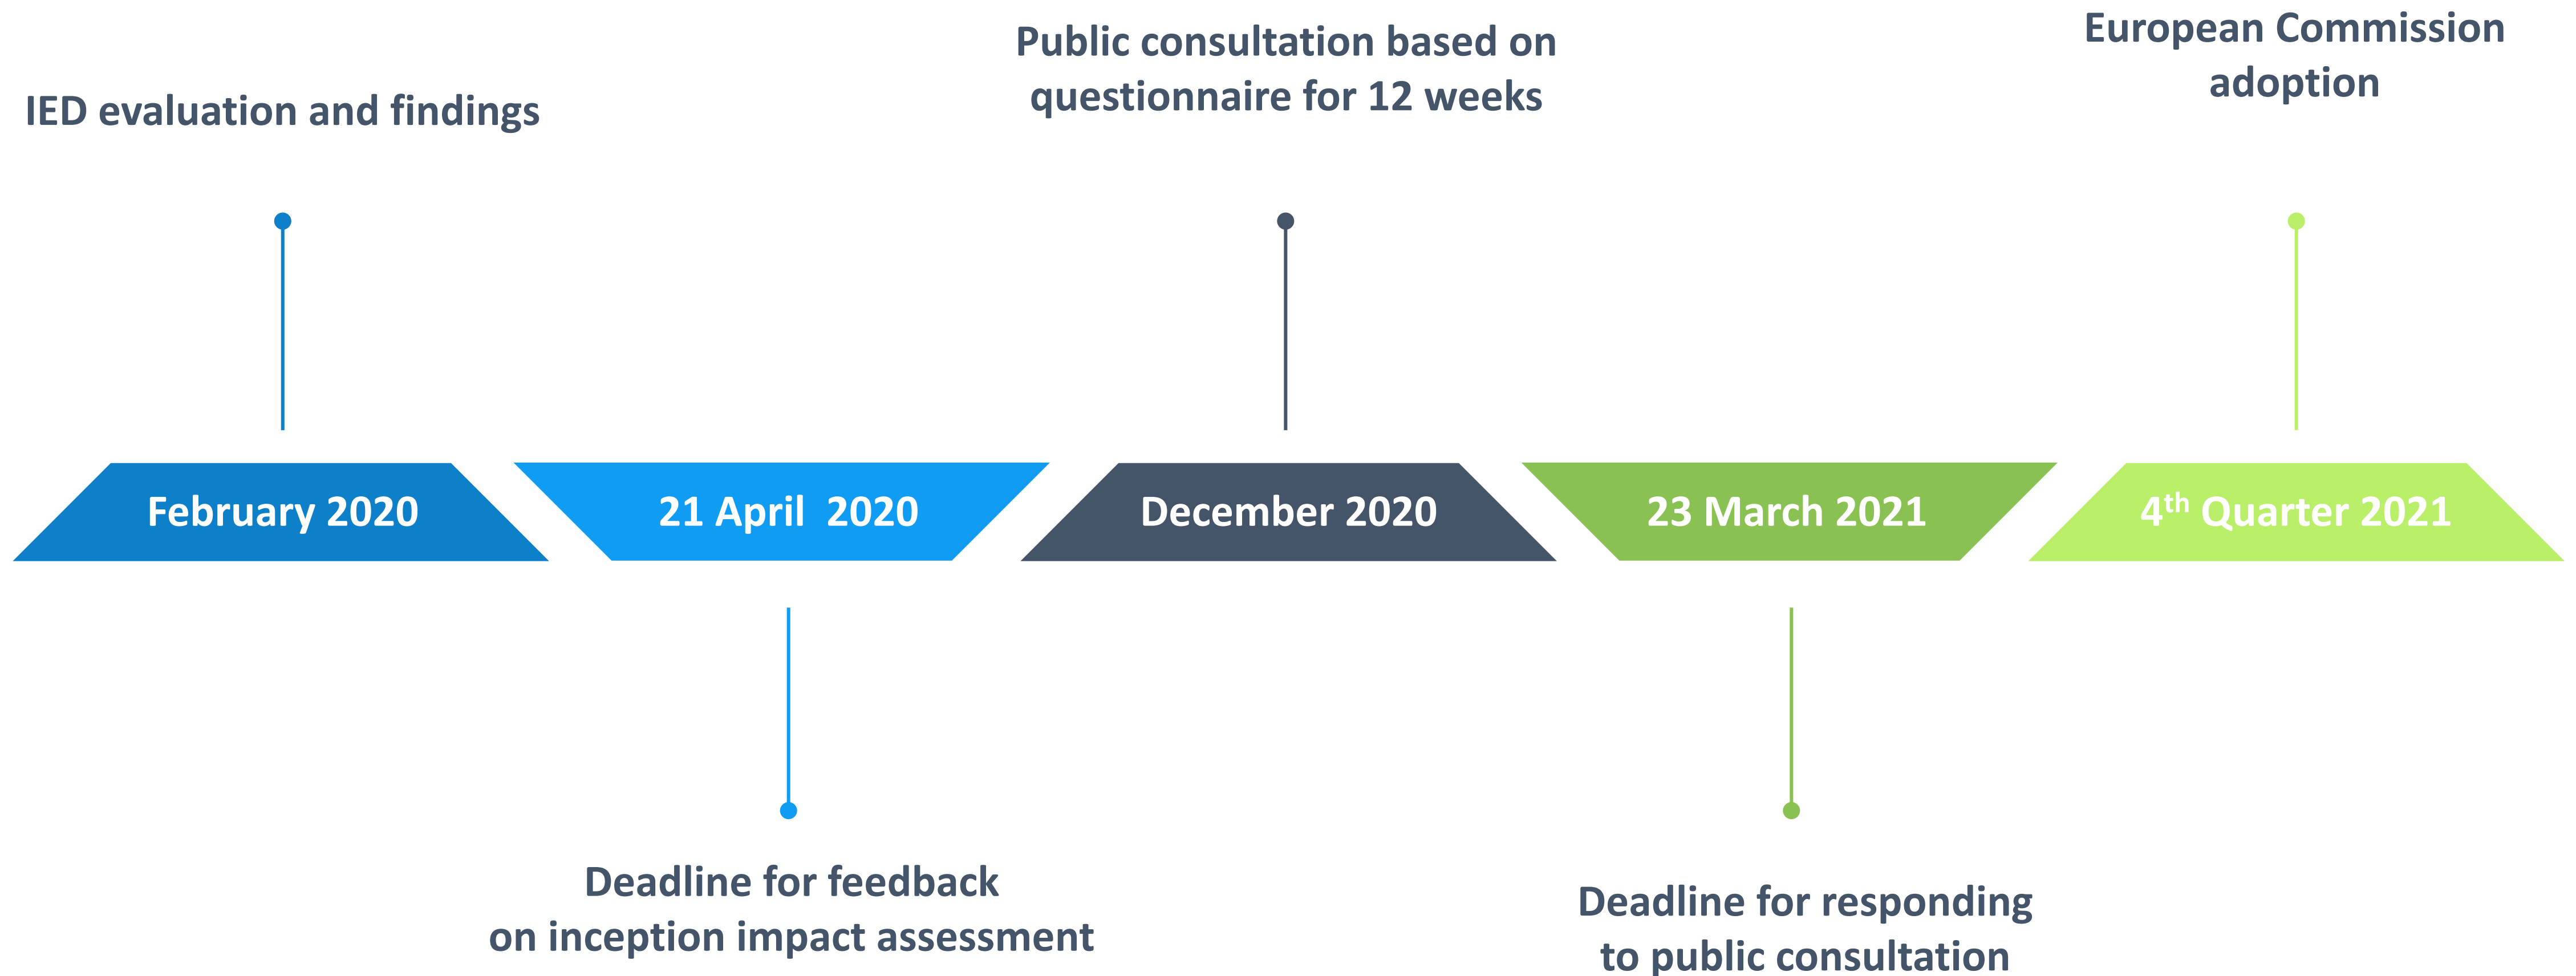 IED evaluation and findings
Public consultation based on
questionnaire for 12 weeks
European Commission
adoption
February 2020
21 April  2020
December 2020
23 March 2021
4th Quarter 2021
Deadline for feedback
on inception impact assessment
Deadline for responding
to public consultation